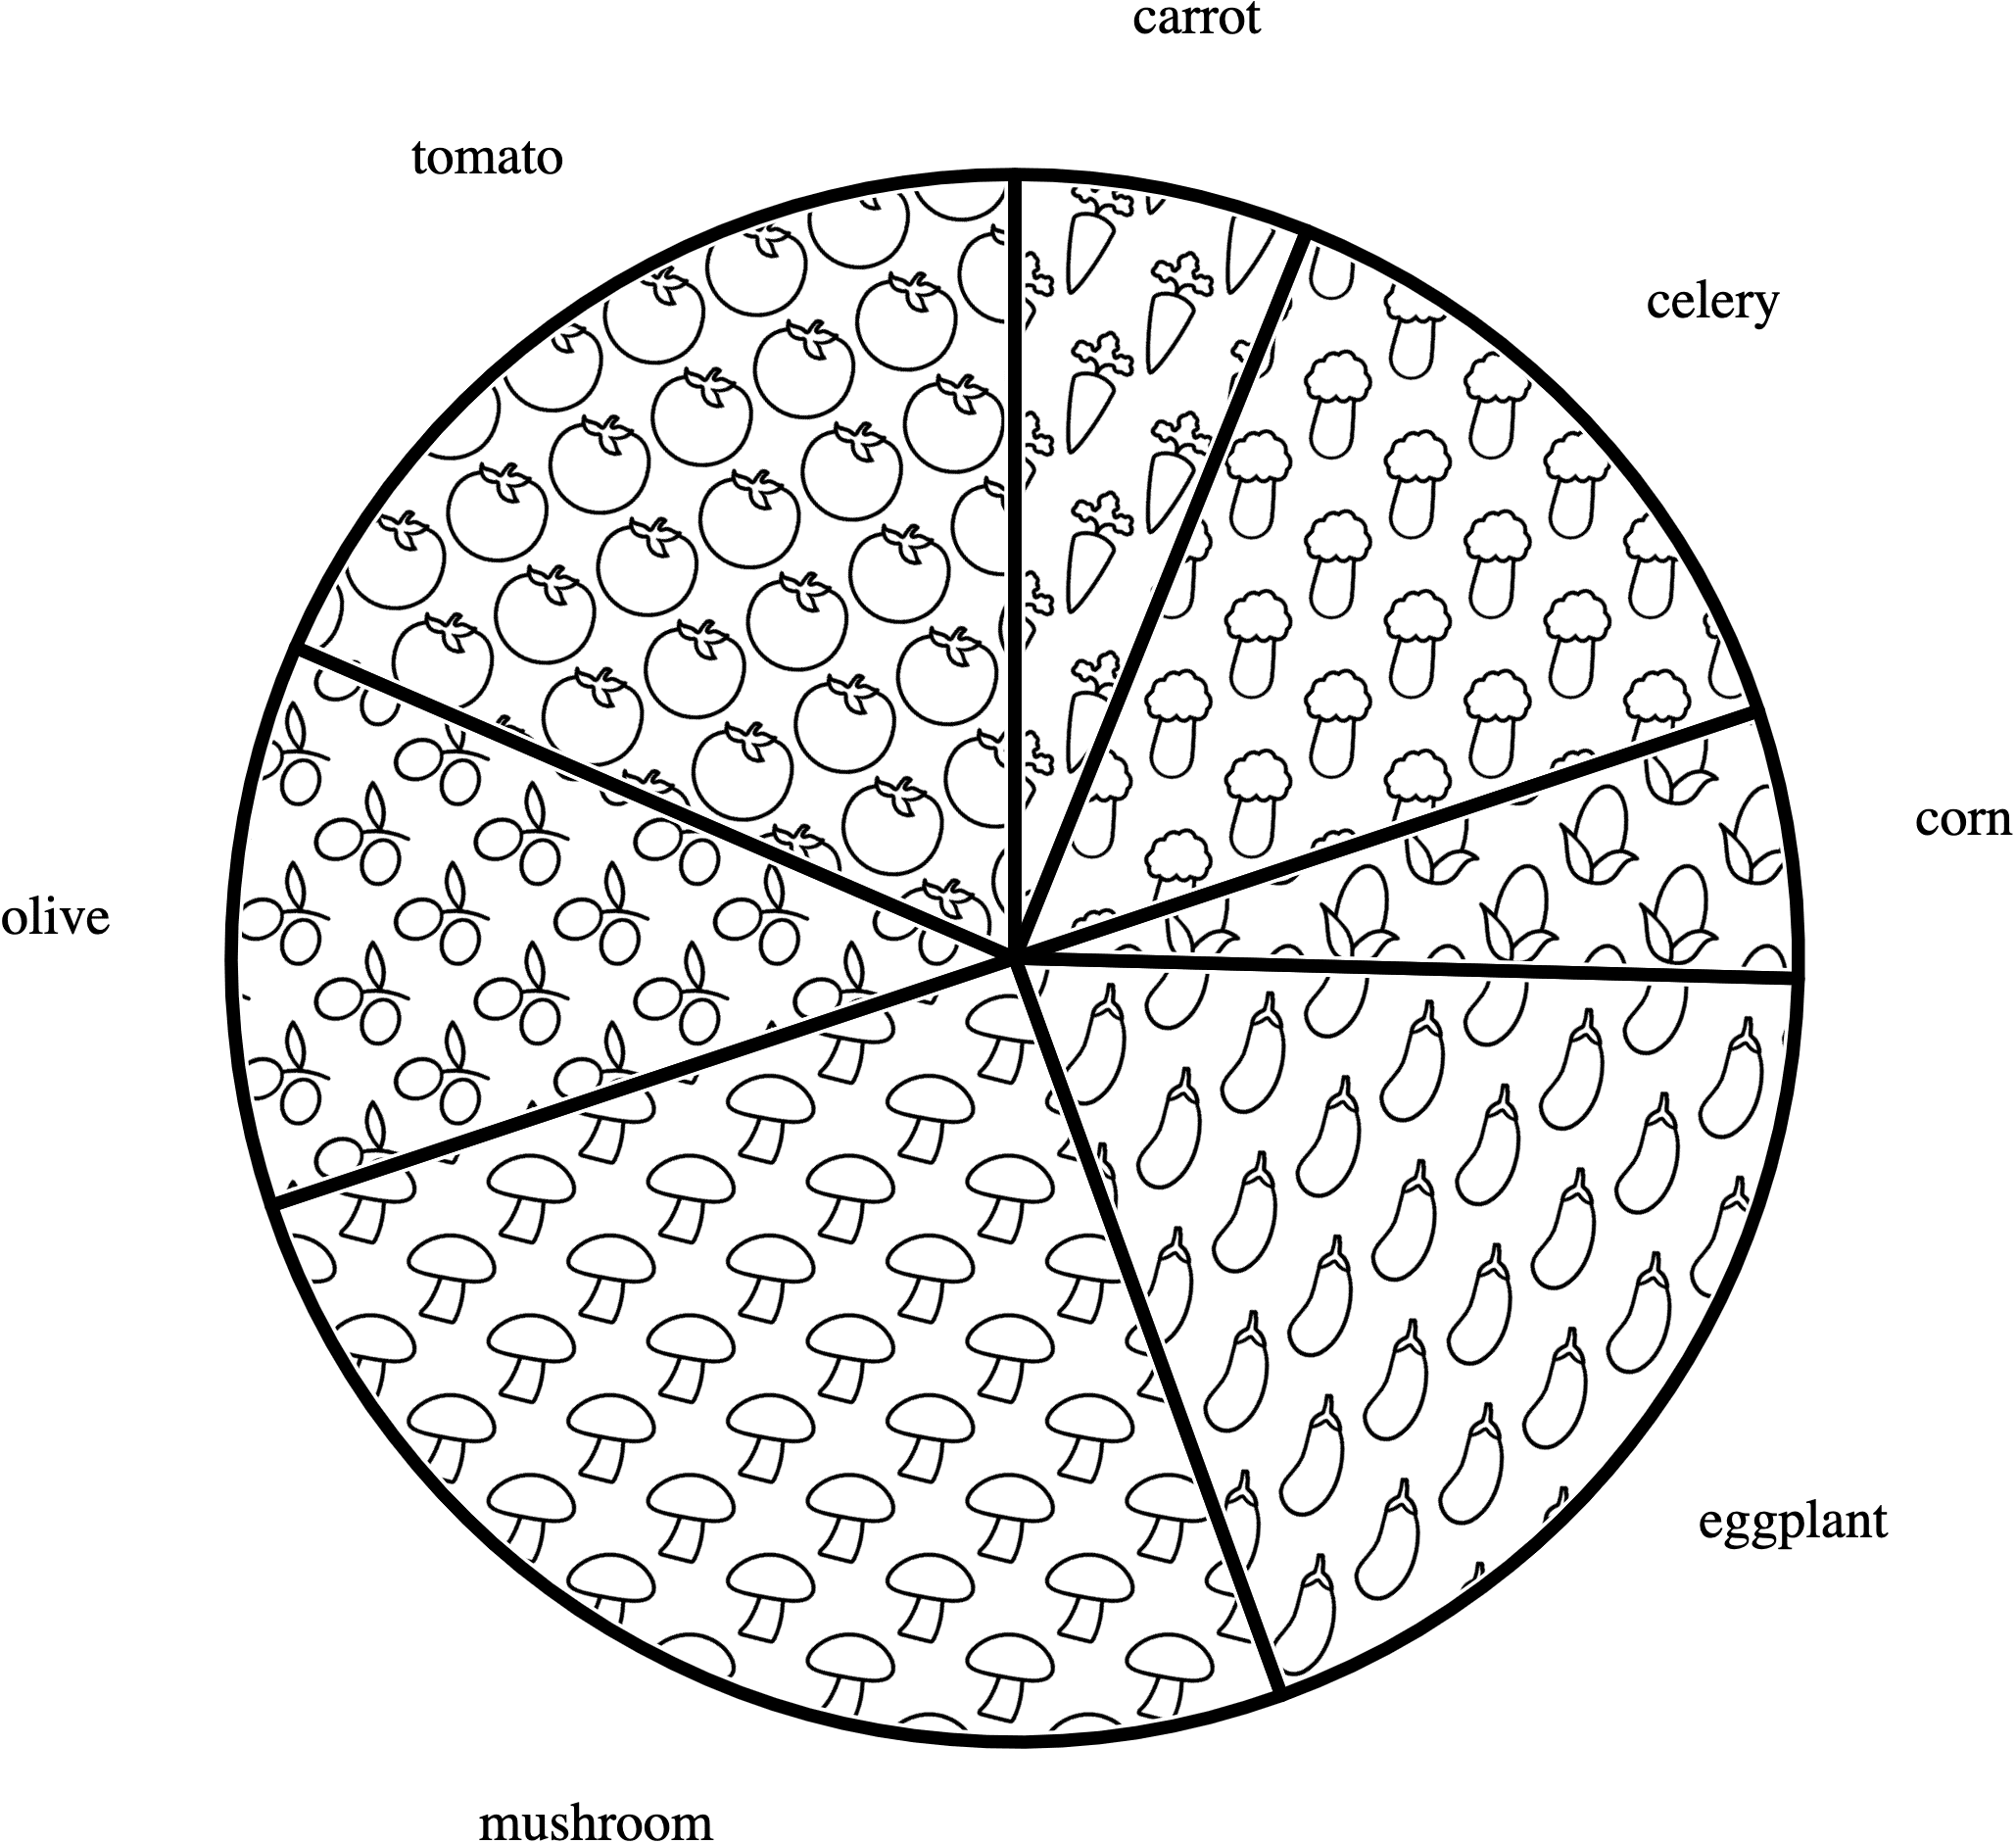 carrot
tomato
celery
corn
olive
eggplant
mushroom